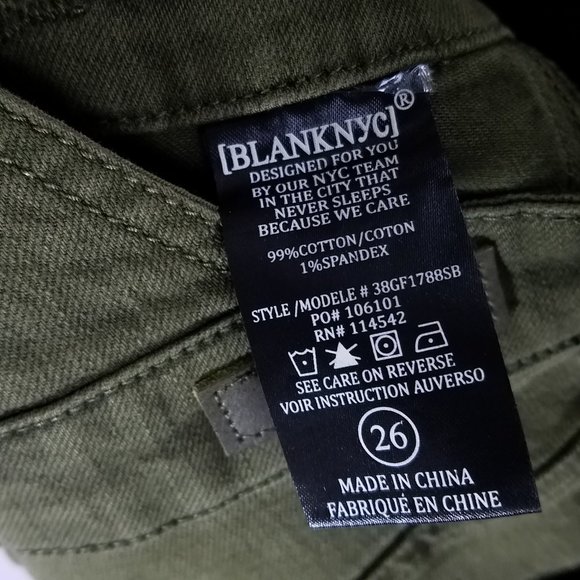 [BLANKNYC]®
DESIGNED FOR YOU
BY OUR NYC TEAM
IN THE CITY THAT
NEVER SLEEPS
BECAUSE WE CARE
99%COTTON/COTON
1%SPANDEX
STYLE /MODELE # 38GF1788SB
PO# 106101
RN# 114542
SEE CARE ON REVERSE
VOIR INSTRUCTION AUVERSO
26
MADE IN CHINA
FABRIQUÉ EN CHINE